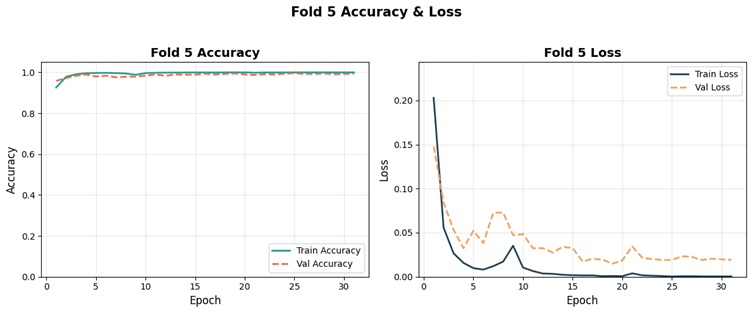 Fold 5 Accuracy & Loss
Fold 5 Accuracy
Accuracy
1.0
0.8
0.6
0.4
0.2
0.0
Train Accuracy
Val Accuracy
0 5 10 15 20 25 30
Epoch
Fold 5 Loss
Loss
0.20
0.15
0.10
0.05
0.00
Train Loss
Val Loss
0 5 10 15 20 25 30
Epoch